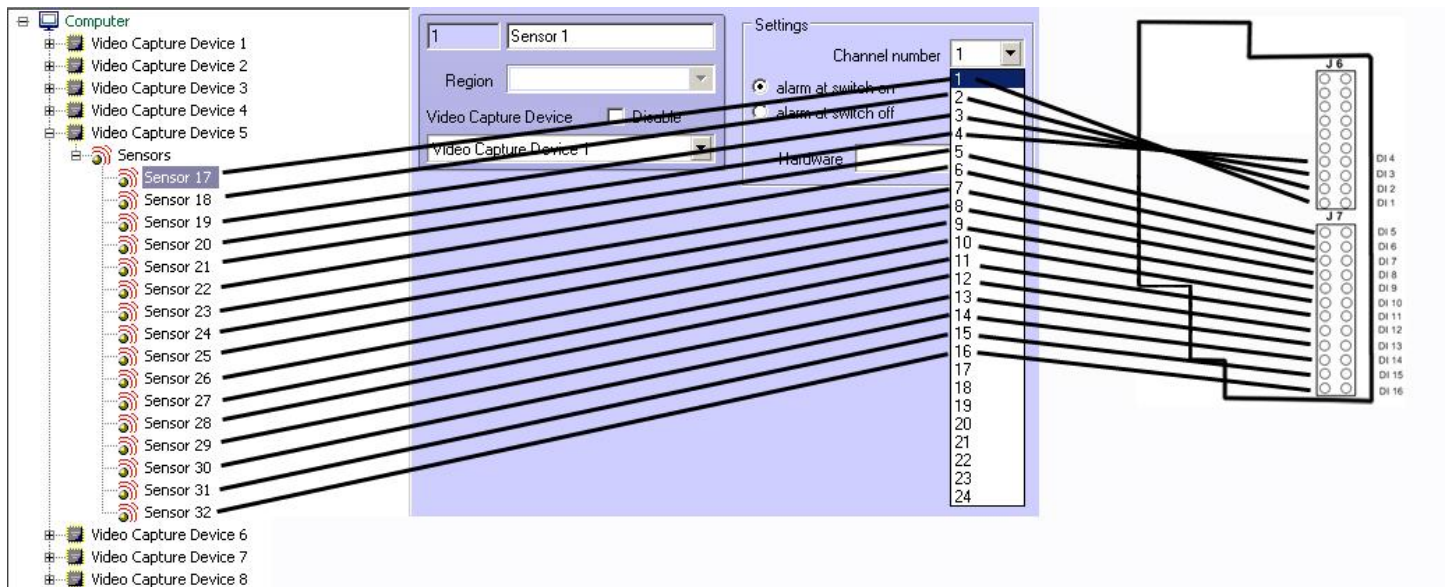 Computer
Video Capture Device 1
Video Capture Device 2
Video Capture Device 3
Video Capture Device 4
Video Capture Device 5
Sensors
Sensor 17
Sensor 18
Sensor 19
Sensor 20
Sensor 21
Sensor 22
Sensor 23
Sensor 24
Sensor 25
Sensor 26
Sensor 27
Sensor 28
Sensor 29
Sensor 30
Sensor 31
Sensor 32
Video Capture Device 6
Video Capture Device 7
Video Capture Device 8
1 Sensor 1
Region
Video Capture Device Disable
Video Capture Device 1
Settings
Channel number 1
alarm at switch on
alarm at switch off
Hardware
1
2
3
4
5
6
7
8
9
10
11
12
13
14
15
16
17
18
19
20
21
22
23
24
J 6
DI 4
DI 3
DI 2
DI 1
J 7
DI 5
DI 6
DI 7
DI 8
DI 9
DI 10
DI 11
DI 12
DI 13
DI 14
DI 15
DI 16